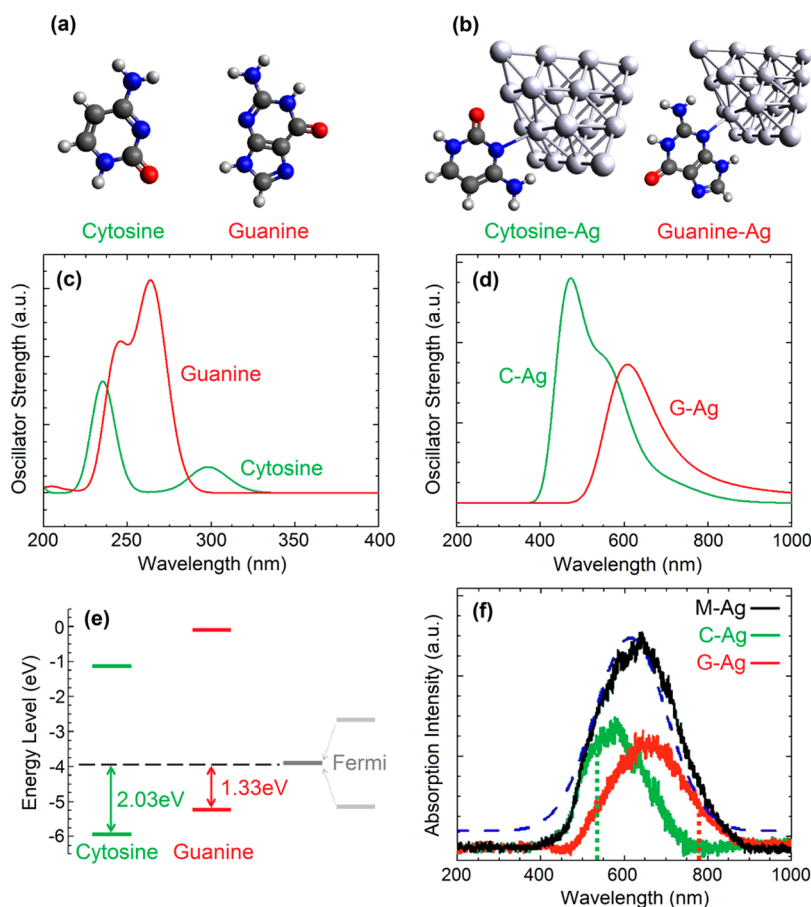 (a)
(b)
Cytosine
Guanine
Cytosine-Ag
Guanine-Ag
(c)
Oscillator Strength (a.u.)
Guanine
Cytosine
200 250 300 350 400
Wavelength (nm)
(d)
Oscillator Strength (a.u.)
C-Ag
G-Ag
200 400 600 800 1000
Wavelength (nm)
(e)
Energy Level (eV)
0
-1
-2
-3
-4
-5
-6
Fermi
2.03eV
1.33eV
Cytosine
Guanine
(f)
Absorption Intensity (a.u.)
M-Ag
C-Ag
G-Ag
200 400 600 800 1000
Wavelength (nm)